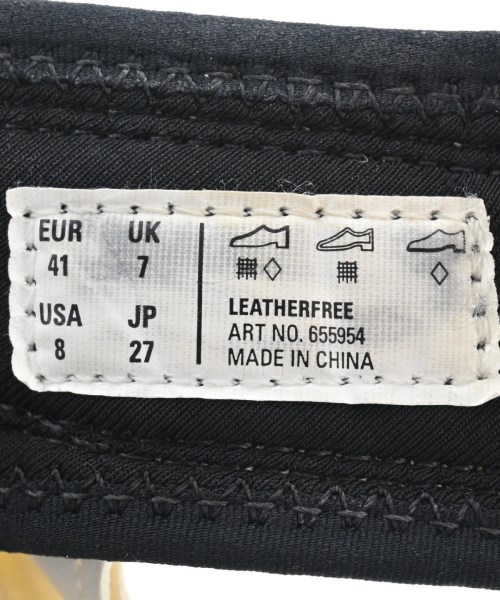 EUR UK
41 7
USA JP
8 27
LEATHERFREE
ART NO. 655954
MADE IN CHINA